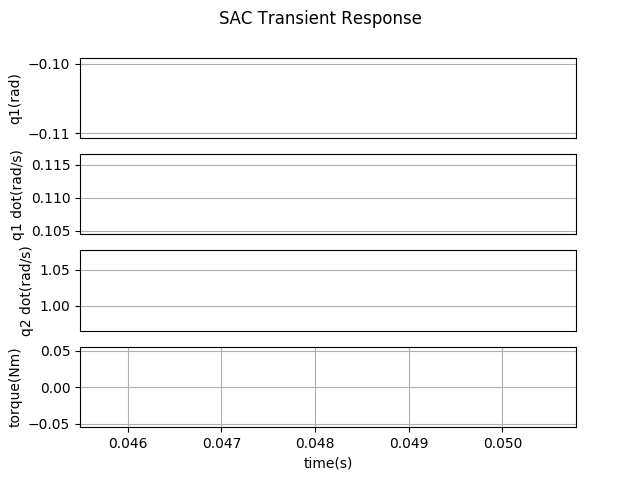 SAC Transient Response
q1(rad)
−0.10
−0.11
q1 dot(rad/s)
0.115
0.110
0.105
q2 dot(rad/s)
1.05
1.00
torque(Nm)
0.05
0.00
−0.05
0.046 0.047 0.048 0.049 0.050
time(s)